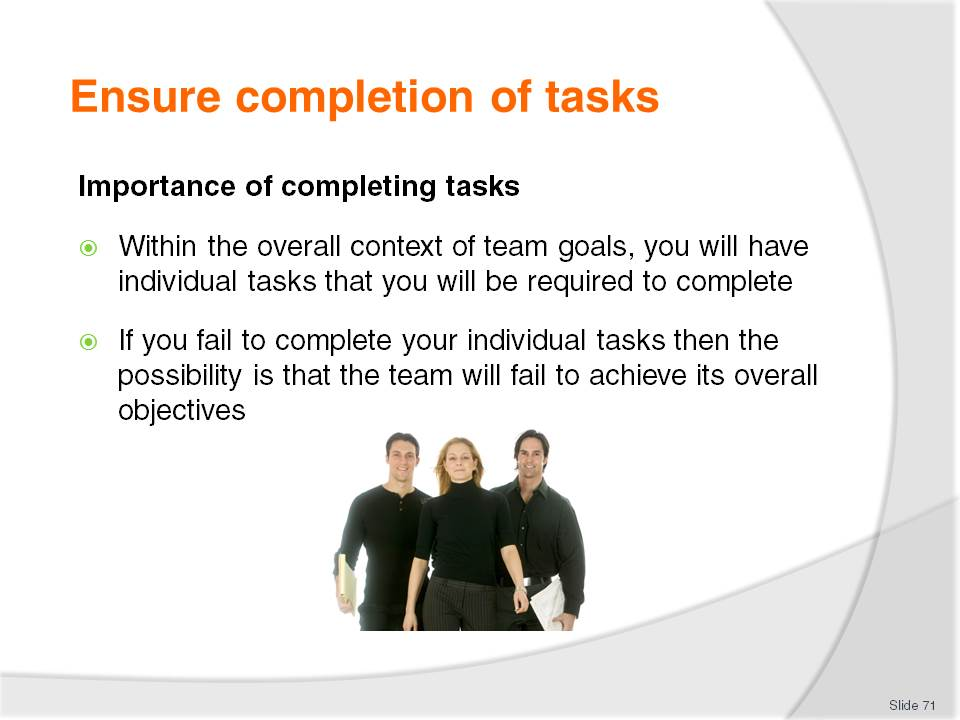 Ensure completion of tasks
Importance of completing tasks
Within the overall context of team goals, you will have
individual tasks that you will be required to complete
If you fail to complete your individual tasks then the
possibility is that the team will fail to achieve its overall
objectives
Slide 71